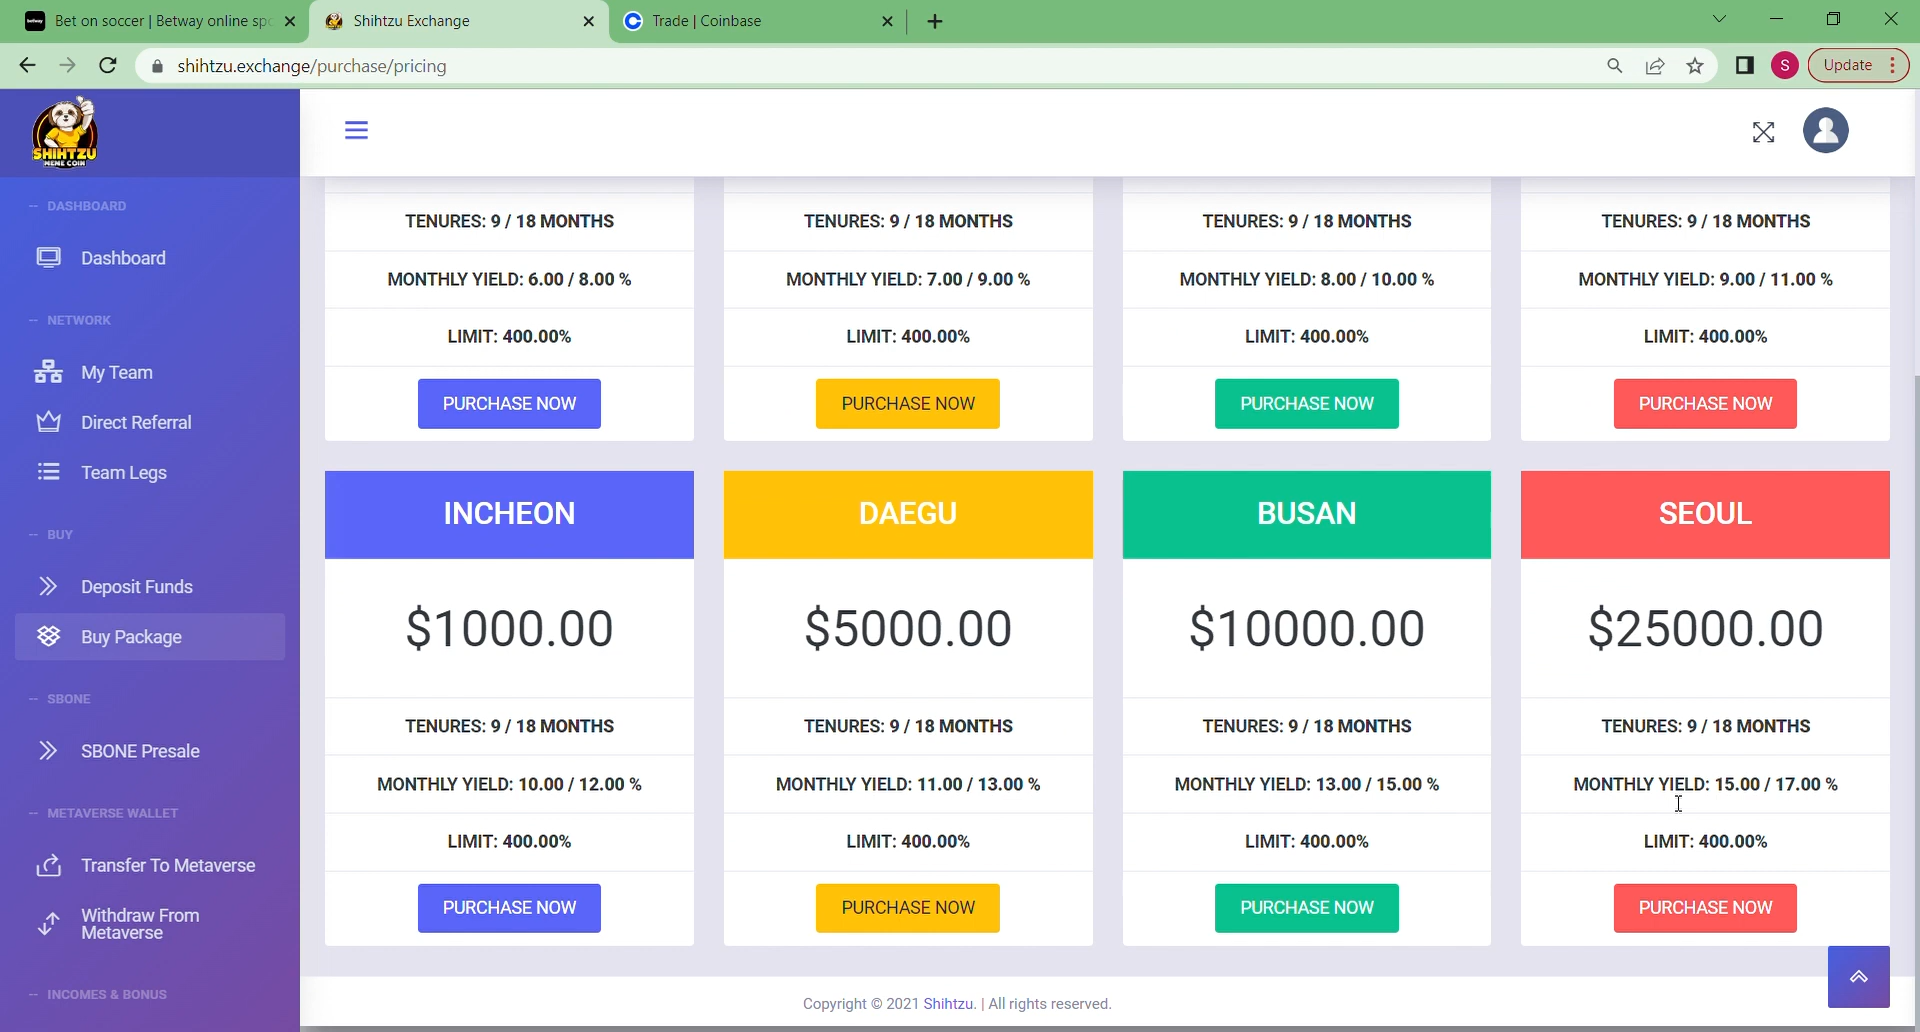 Bet on soccer | Betway online spo
Shihtzu Exchange
Trade | Coinbase
shihtzu.exchange/purchase/pricing
S
Update
SHIHTZU
MEME COIN
DASHBOARD
Dashboard
NETWORK
My Team
Direct Referral
Team Legs
BUY
Deposit Funds
Buy Package
SBONE
SBONE Presale
METAVERSE WALLET
Transfer To Metaverse
Withdraw From
Metaverse
INCOMES & BONUS
TENURES: 9 / 18 MONTHS
TENURES: 9 / 18 MONTHS
TENURES: 9 / 18 MONTHS
TENURES: 9 / 18 MONTHS
MONTHLY YIELD: 6.00 / 8.00 %
MONTHLY YIELD: 7.00 / 9.00 %
MONTHLY YIELD: 8.00 / 10.00 %
MONTHLY YIELD: 9.00 / 11.00 %
LIMIT: 400.00%
LIMIT: 400.00%
LIMIT: 400.00%
LIMIT: 400.00%
PURCHASE NOW
PURCHASE NOW
PURCHASE NOW
PURCHASE NOW
INCHEON
DAEGU
BUSAN
SEOUL
$1000.00
$5000.00
$10000.00
$25000.00
TENURES: 9 / 18 MONTHS
TENURES: 9 / 18 MONTHS
TENURES: 9 / 18 MONTHS
TENURES: 9 / 18 MONTHS
MONTHLY YIELD: 10.00 / 12.00 %
MONTHLY YIELD: 11.00 / 13.00 %
MONTHLY YIELD: 13.00 / 15.00 %
MONTHLY YIELD: 15.00 / 17.00 %
LIMIT: 400.00%
LIMIT: 400.00%
LIMIT: 400.00%
LIMIT: 400.00%
PURCHASE NOW
PURCHASE NOW
PURCHASE NOW
PURCHASE NOW
Copyright © 2021 Shihtzu. | All rights reserved.